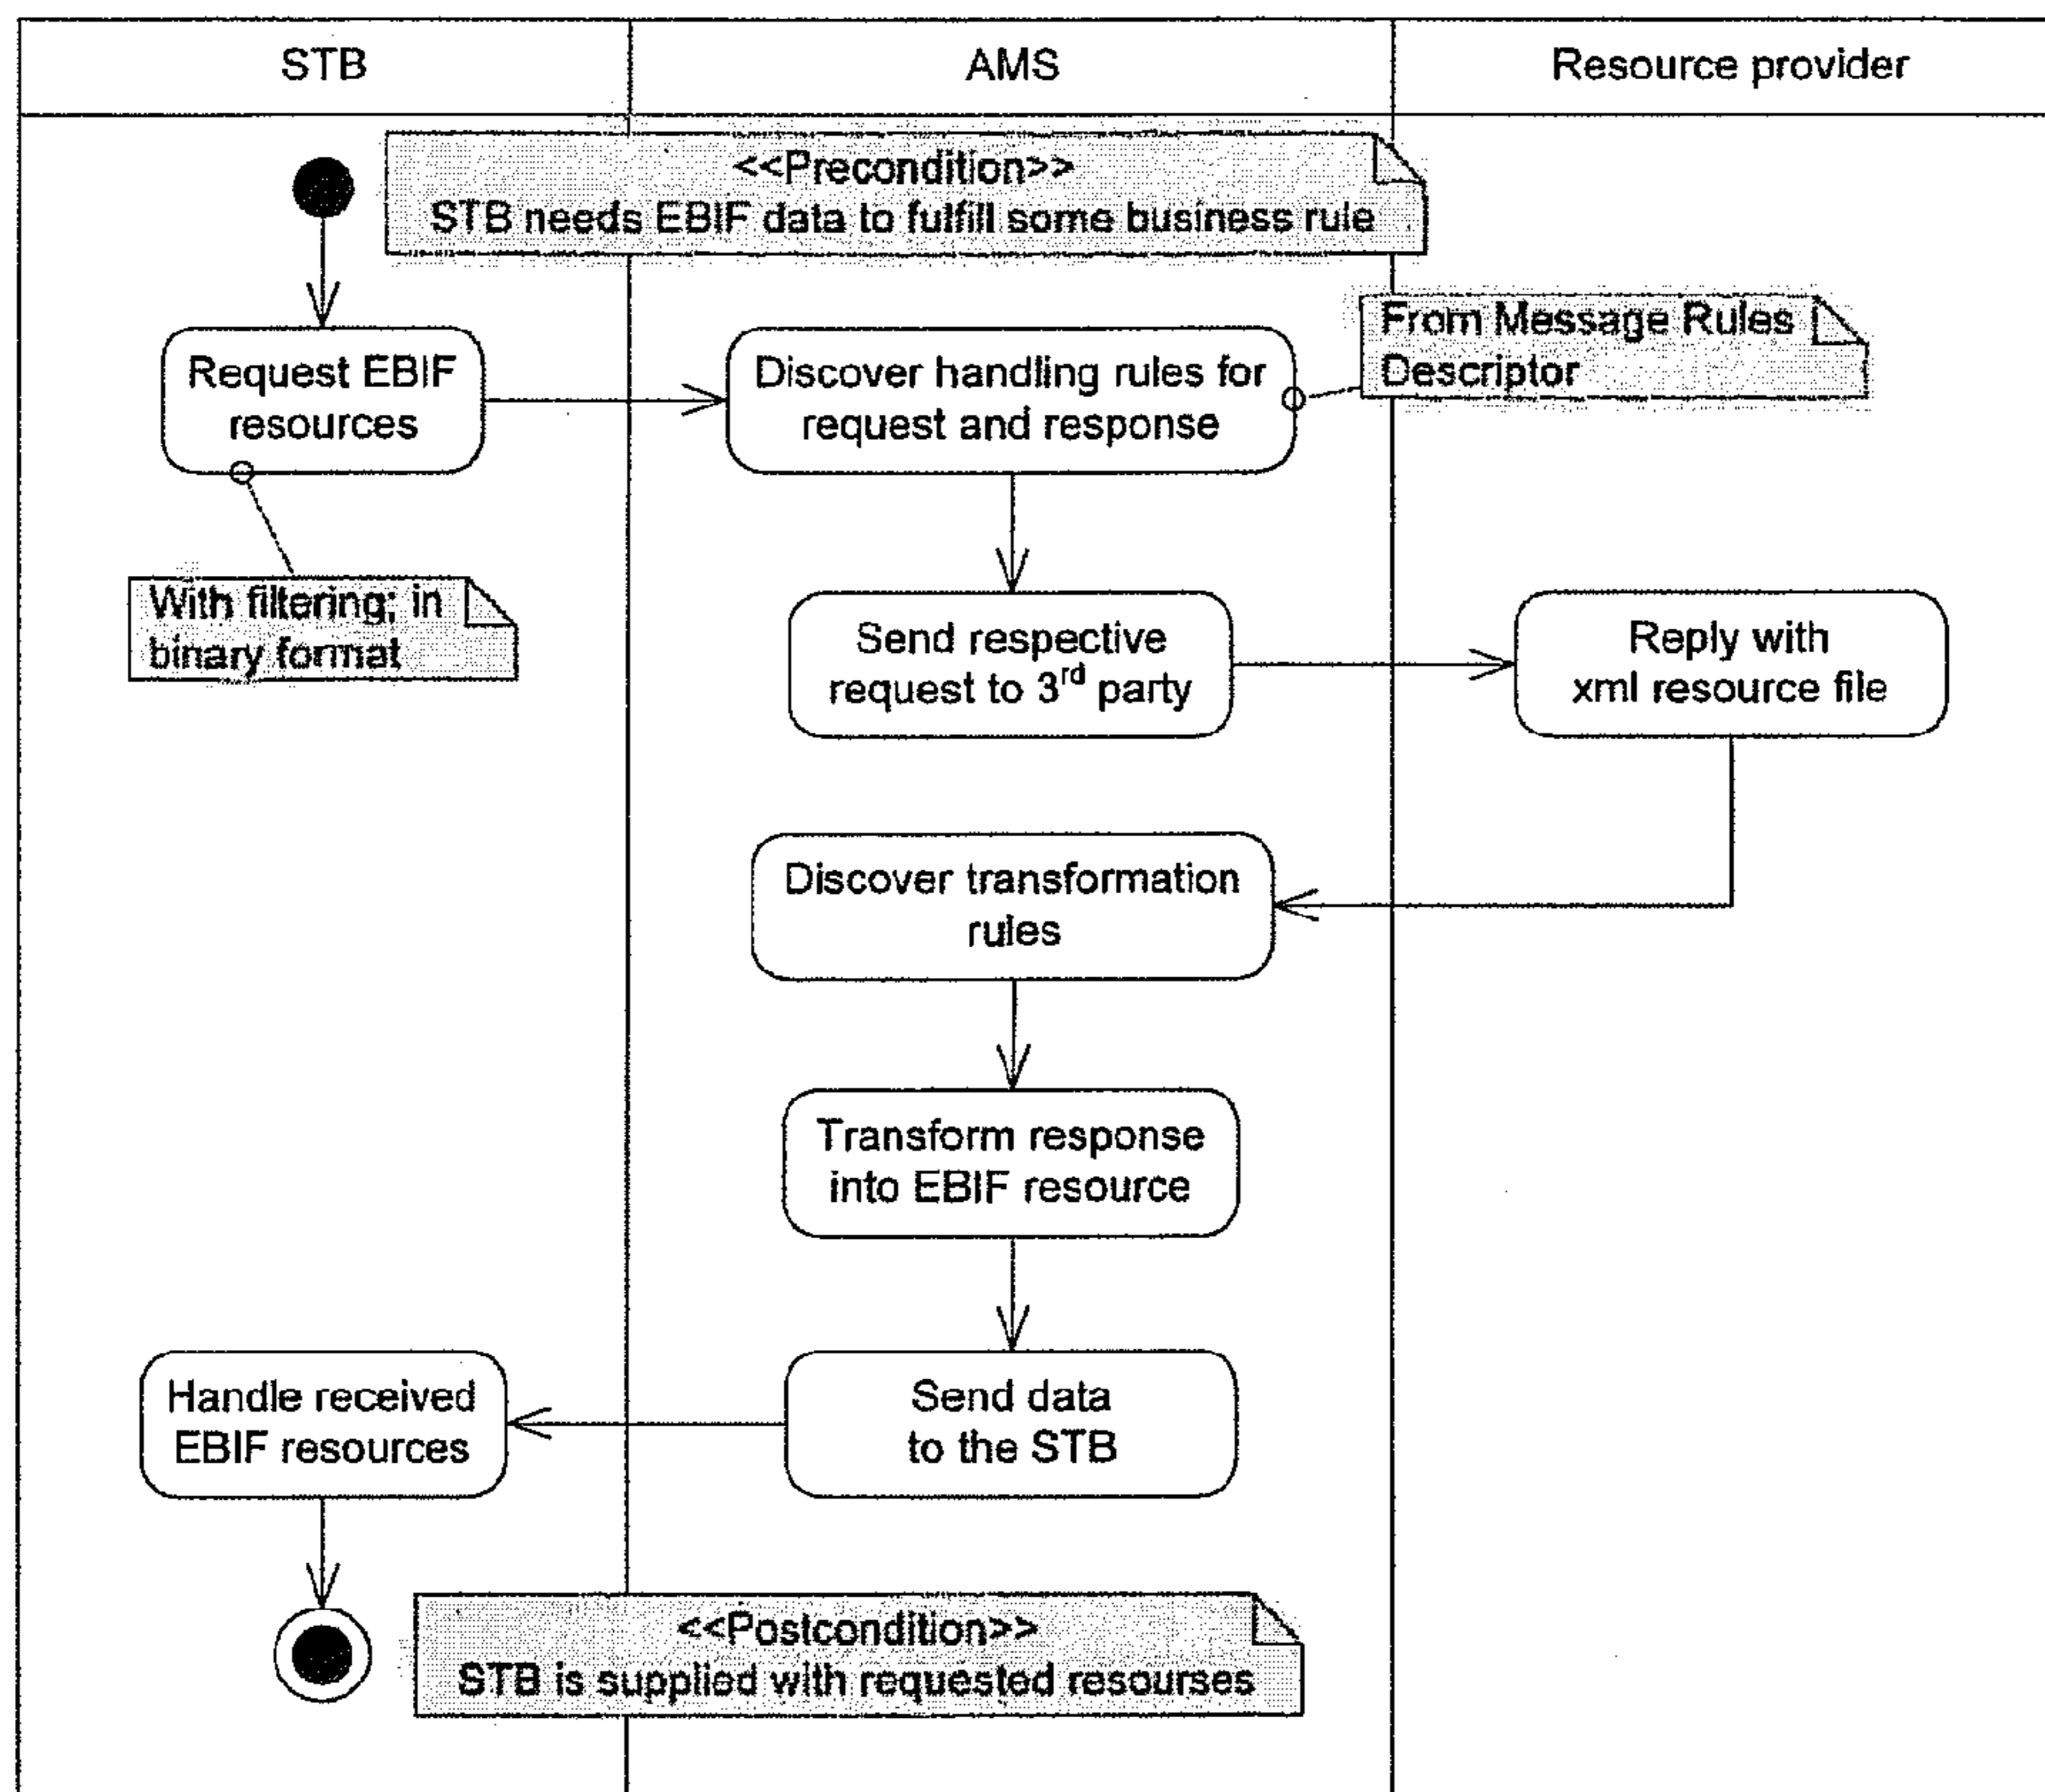 STB
AMS
Resource provider
<<Precondition>>
STB needs EBIF data to fulfill some business rule
From Message Rules
Descriptor
Request EBIF
resources
Discover handling rules for
request and response
With filtering; in
binary format
Send respective
request to 3rd party
Reply with
xml resource file
Discover transformation
rules
Transform response
into EBIF resource
Handle received
EBIF resources
Send data
to the STB
<<Postcondition>>
STB is supplied with requested resourses